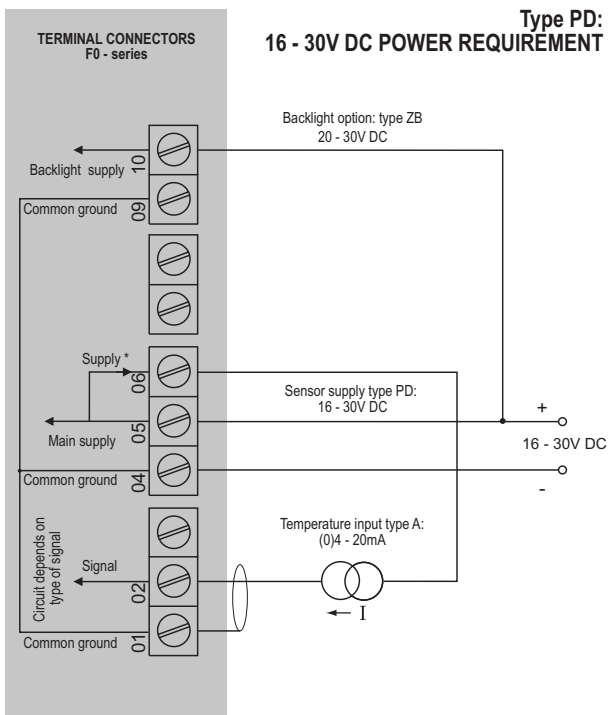 Type PD:
16 - 30V DC POWER REQUIREMENT
TERMINAL CONNECTORS
F0 - series
Backlight option: type ZB
20 - 30V DC
10
Backlight supply
Common ground
09
Supply *
06
Sensor supply type PD:
16 - 30V DC
+
05
Main supply
16 - 30V DC
04
Common ground
-
Circuit depends on
type of signal
Temperature input type A:
(0)4 - 20mA
Signal
02
I
01
Common ground